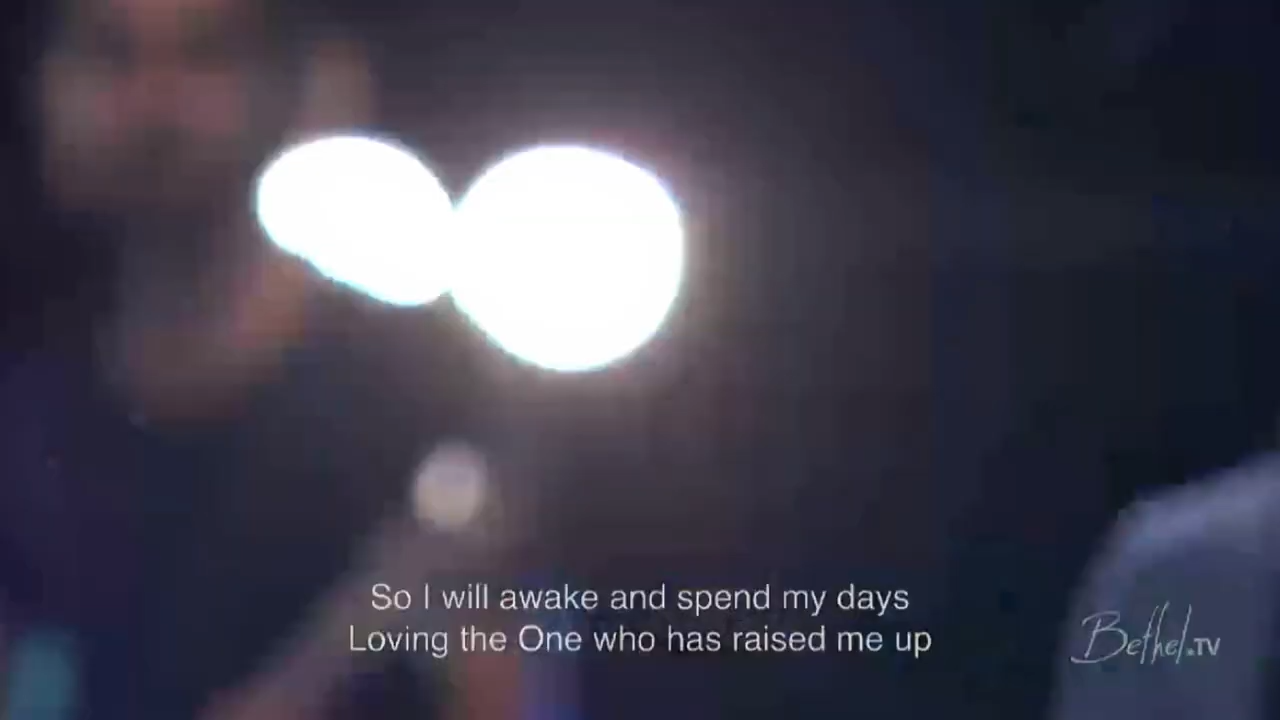 So I will awake and spend my days
Loving the One who has raised me up
Bethel.TV